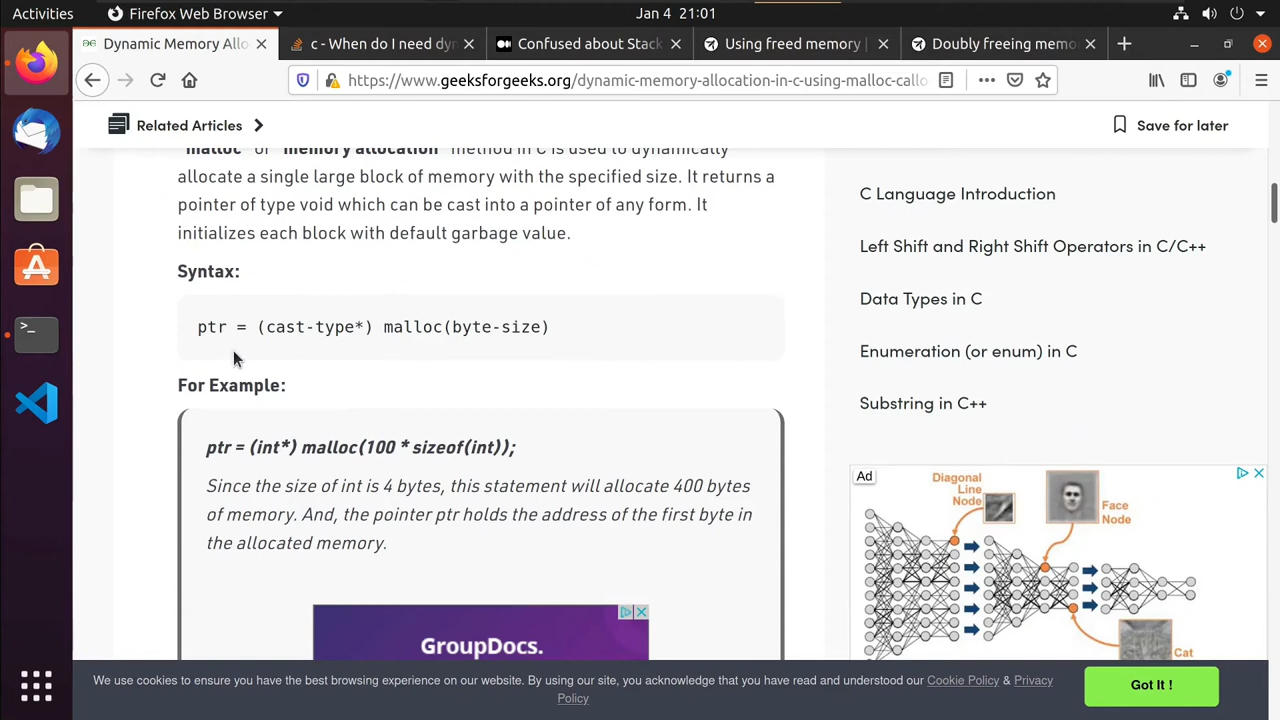 Activities
Firefox Web Browser
Jan 4 21:01
Dynamic Memory Allo
c - When do I need dyn
Confused about Stack
Using freed memory |
Doubly freeing memo
https://www.geeksforgeeks.org/dynamic-memory-allocation-in-c-using-malloc-callo
Related Articles
Save for later
"malloc" or "memory allocation" method in C is used to dynamically
allocate a single large block of memory with the specified size. It returns a
pointer of type void which can be cast into a pointer of any form. It
initializes each block with default garbage value.
Syntax:
ptr = (cast-type*) malloc(byte-size)
For Example:
ptr = (int*) malloc(100 * sizeof(int));
Since the size of int is 4 bytes, this statement will allocate 400 bytes
of memory. And, the pointer ptr holds the address of the first byte in
the allocated memory.
GroupDocs.
C Language Introduction
Left Shift and Right Shift Operators in C/C++
Data Types in C
Enumeration (or enum) in C
Substring in C++
Ad
Diagonal
Line
Node
Face
Node
Cat
We use cookies to ensure you have the best browsing experience on our website. By using our site, you acknowledge that you have read and understood our Cookie Policy & Privacy
Policy
Got It !